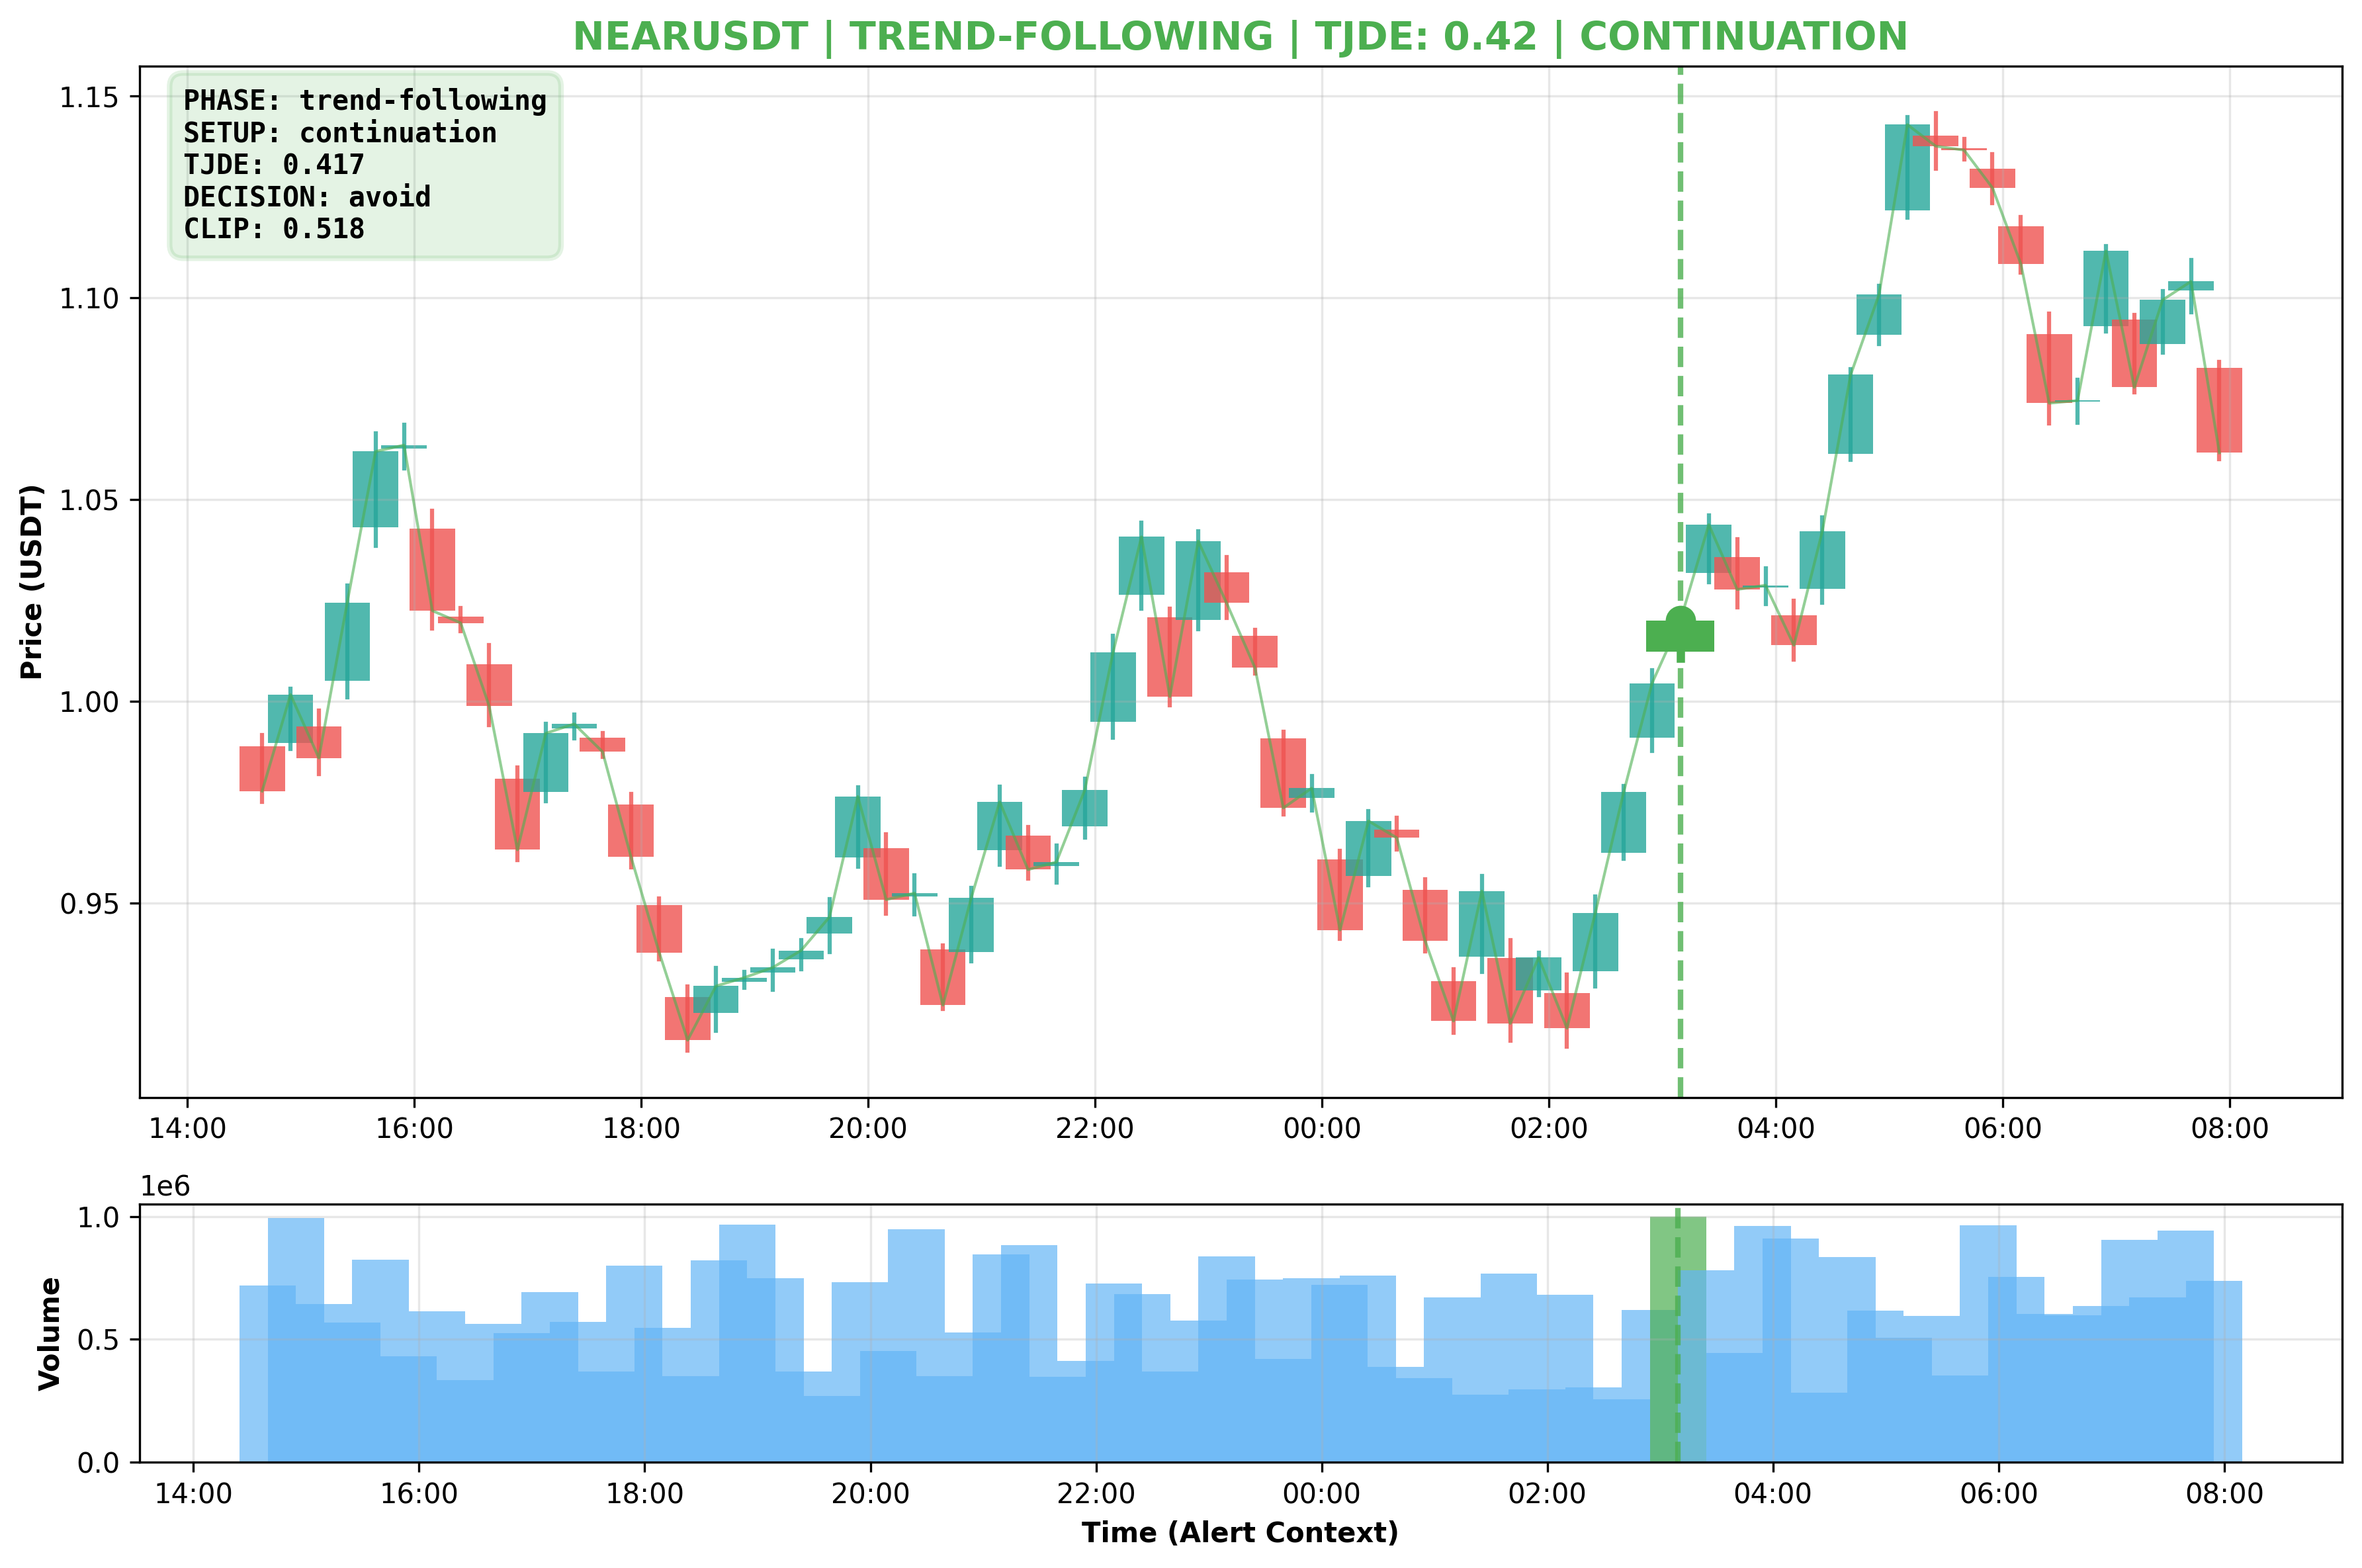 NEARUSDT | TREND-FOLLOWING | TJDE: 0.42 | CONTINUATION
PHASE: trend-following
SETUP: continuation
TJDE: 0.417
DECISION: avoid
CLIP: 0.518
Price (USDT)
1.15
1.10
1.05
1.00
0.95
14:00 16:00 18:00 20:00 22:00 00:00 02:00 04:00 06:00 08:00
1e6
Volume
1.0
0.5
0.0
14:00 16:00 18:00 20:00 22:00 00:00 02:00 04:00 06:00 08:00
Time (Alert Context)